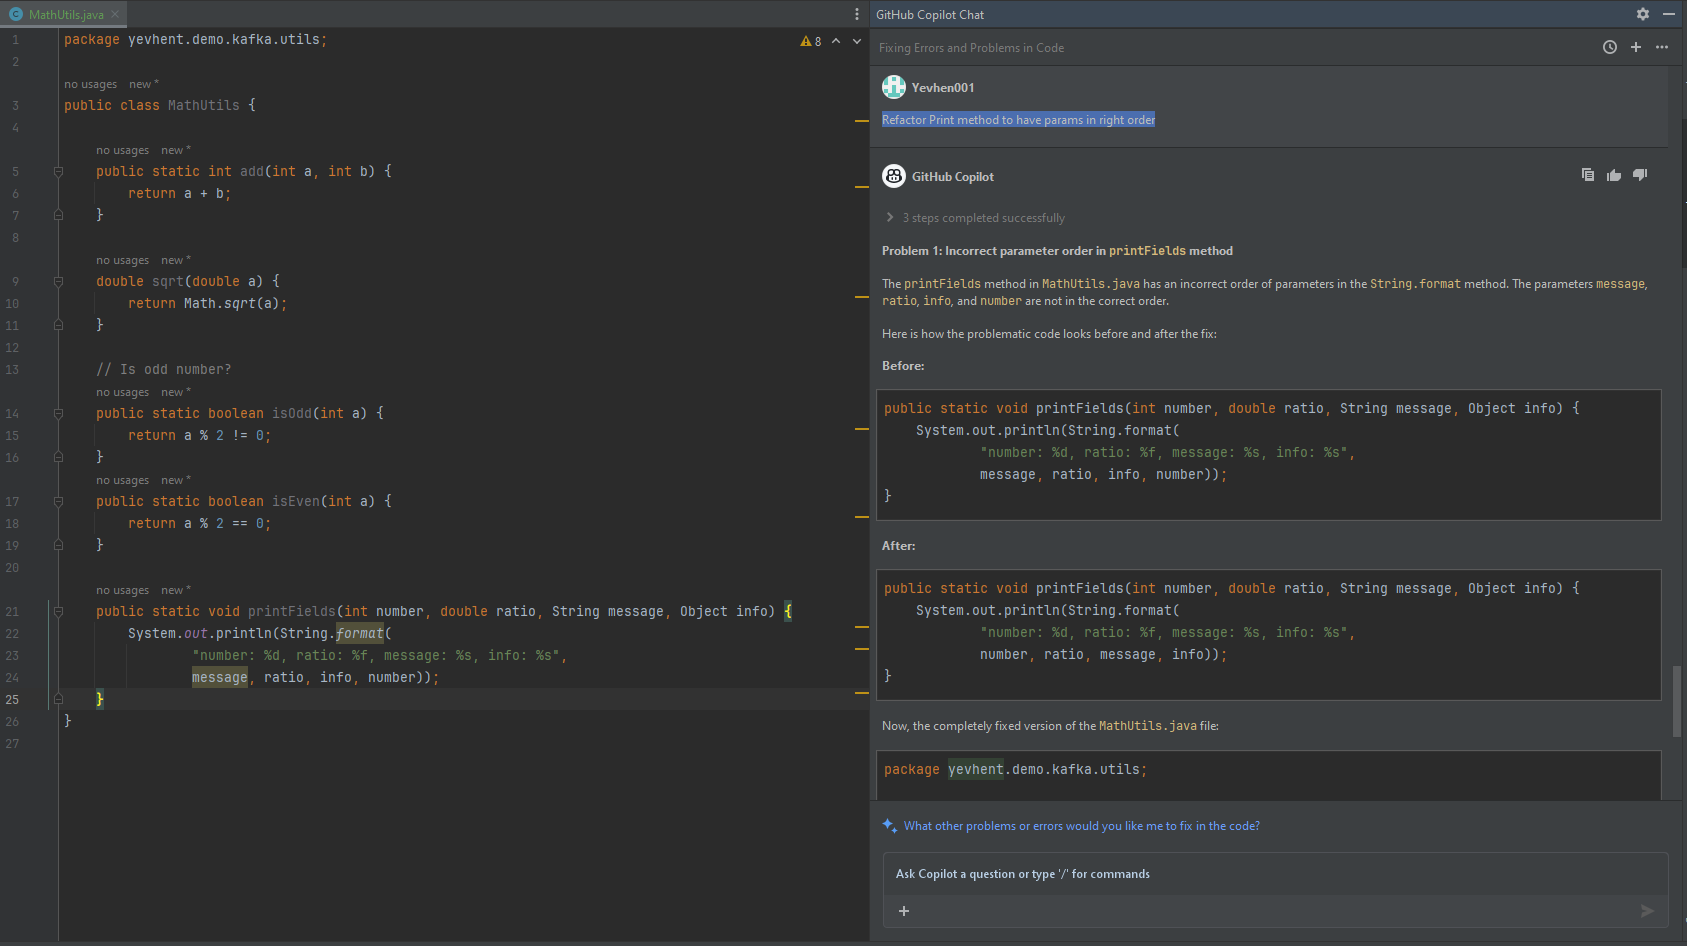 MathUtils.java
1 package yevhent.demo.kafka.utils;
8
2
no usages new *
3 public class MathUtils {
4
no usages new *
5 public static int add(int a, int b) {
6 return a + b;
7 }
8
no usages new *
9 double sqrt(double a) {
10 return Math.sqrt(a);
11 }
12
13 // Is odd number?
no usages new *
14 public static boolean isOdd(int a) {
15 return a % 2 != 0;
16 }
no usages new *
17 public static boolean isEven(int a) {
18 return a % 2 == 0;
19 }
20
no usages new *
21 public static void printFields(int number, double ratio, String message, Object info) {
22 System.out.println(String.format(
23 "number: %d, ratio: %f, message: %s, info: %s",
24 message, ratio, info, number));
25 }
26 }
27
GitHub Copilot Chat
Fixing Errors and Problems in Code
Yevhen001
Refactor Print method to have params in right order
GitHub Copilot
3 steps completed successfully
Problem 1: Incorrect parameter order in printFields method
The printFields method in MathUtils.java has an incorrect order of parameters in the String.format method. The parameters message,
ratio, info, and number are not in the correct order.
Here is how the problematic code looks before and after the fix:
Before:
public static void printFields(int number, double ratio, String message, Object info) {
System.out.println(String.format(
"number: %d, ratio: %f, message: %s, info: %s",
message, ratio, info, number));
}
After:
public static void printFields(int number, double ratio, String message, Object info) {
System.out.println(String.format(
"number: %d, ratio: %f, message: %s, info: %s",
number, ratio, message, info));
}
Now, the completely fixed version of the MathUtils.java file:
package yevhent.demo.kafka.utils;
What other problems or errors would you like me to fix in the code?
Ask Copilot a question or type '/' for commands